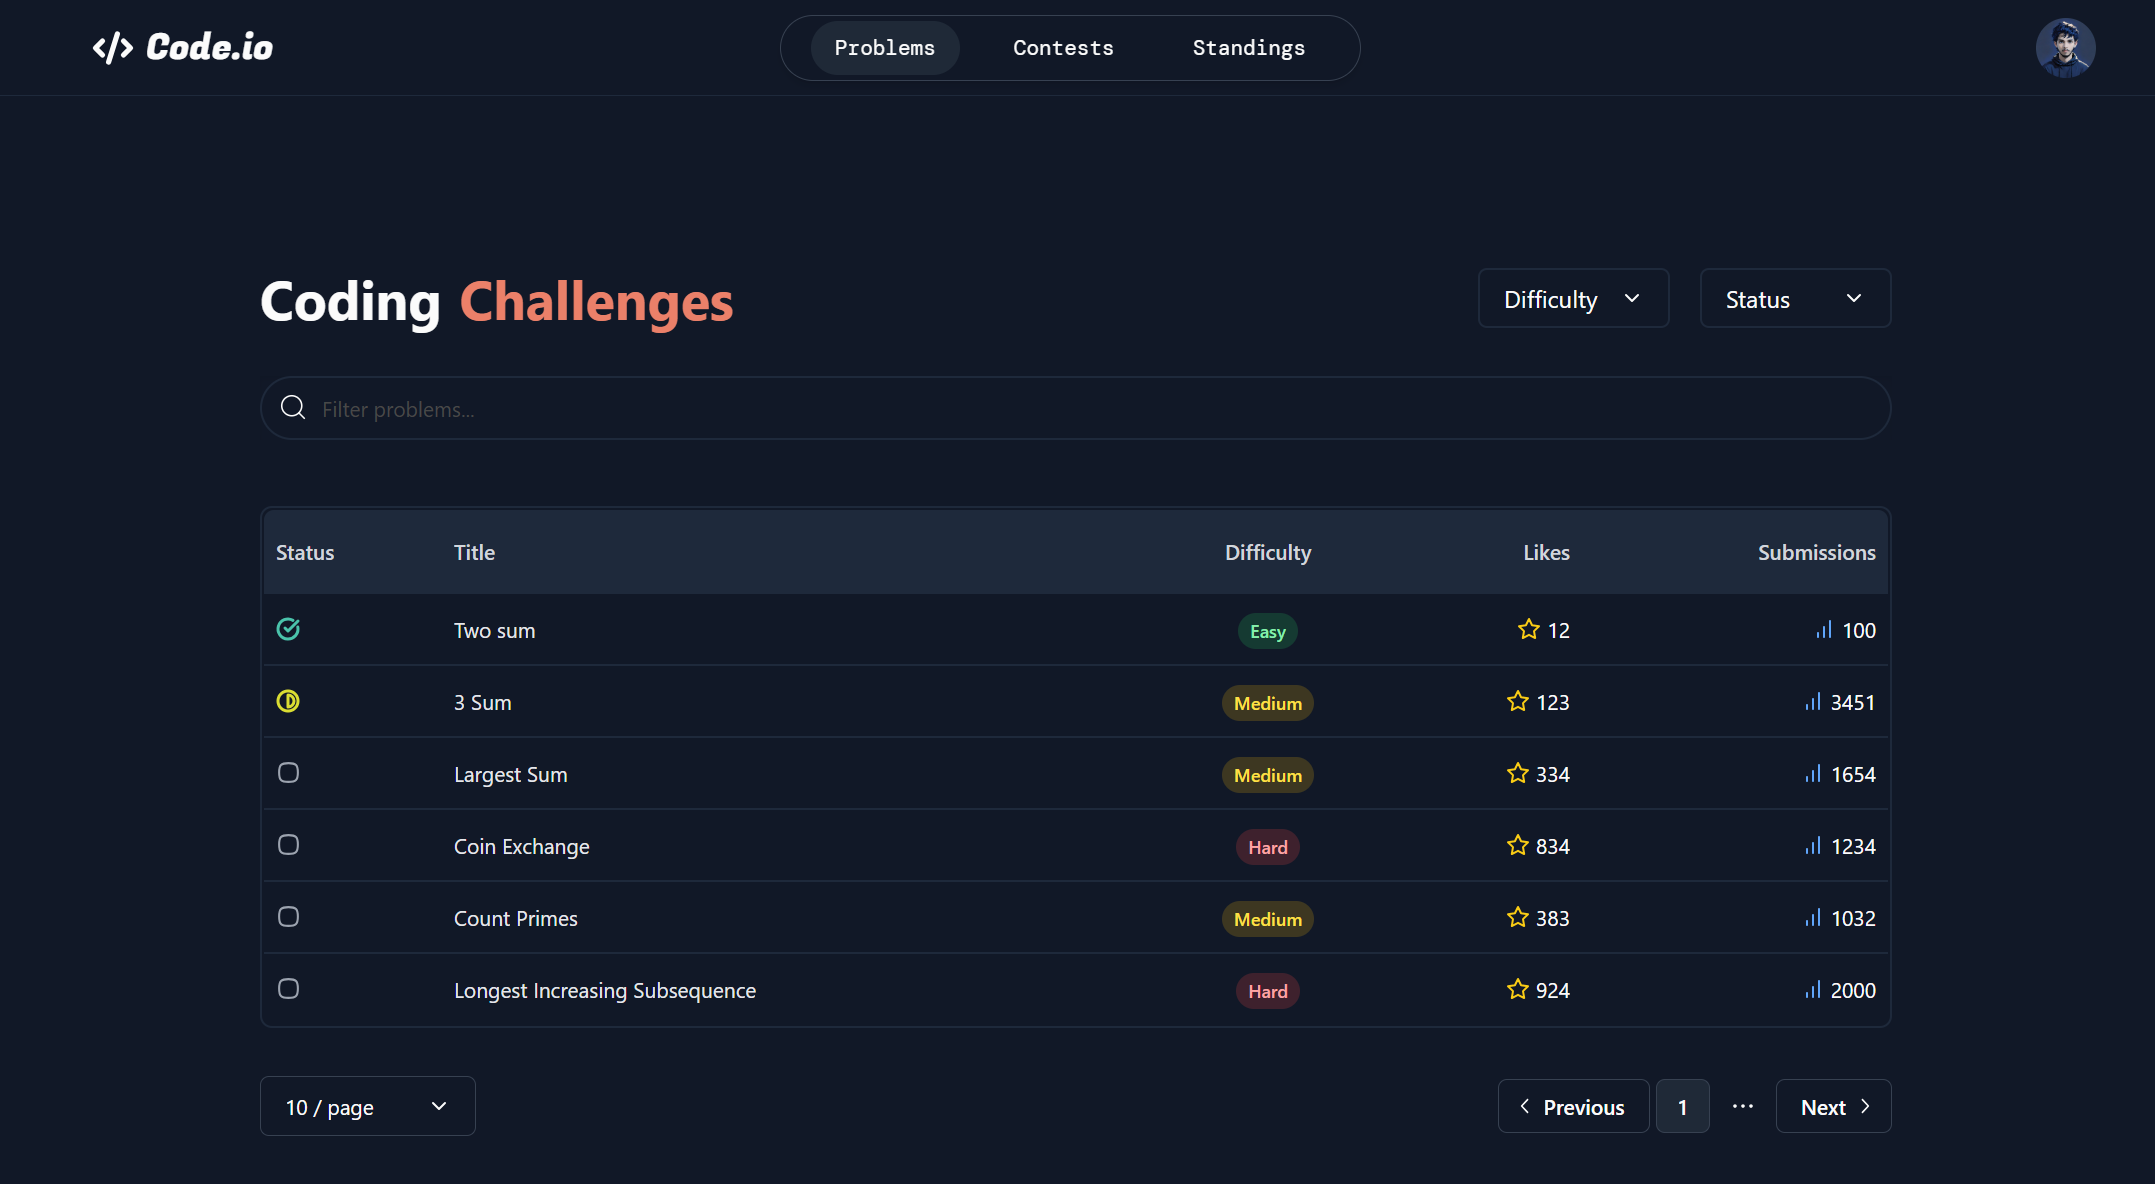 </> Code.io
Problems Contests Standings
Coding Challenges
Difficulty Status
Filter problems...
Status Title Difficulty Likes Submissions
Two sum Easy 12 100
3 Sum Medium 123 3451
Largest Sum Medium 334 1654
Coin Exchange Hard 834 1234
Count Primes Medium 383 1032
Longest Increasing Subsequence Hard 924 2000
10 / page Previous 1 ... Next